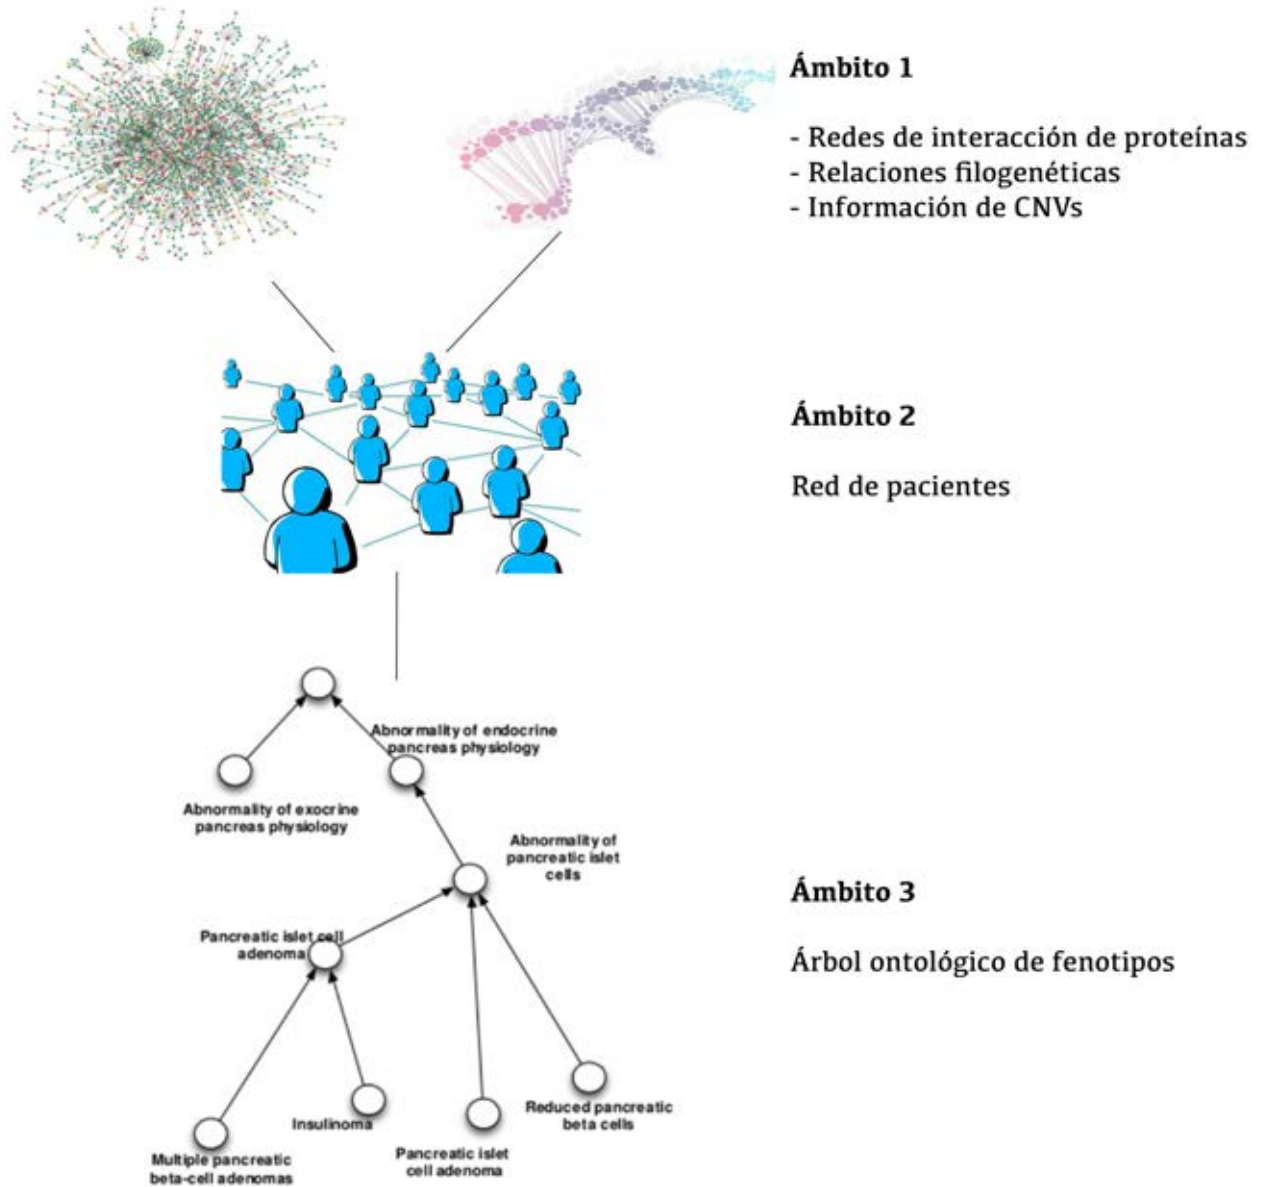 Ámbito 1
- Redes de interacción de proteínas
- Relaciones filogenéticas
- Información de CNVs
Ámbito 2
Red de pacientes
Abnormality of endocrine
pancreas physiology
Abnormality of exocrine
pancreas physiology
Abnormality of
pancreatic islet
cells
Ámbito 3
Árbol ontológico de fenotipos
Pancreatic islet cell
adenoma
Insulinoma
Reduced pancreatic
beta cells
Multiple pancreatic
beta-cell adenomas
Pancreatic islet
cell adenoma